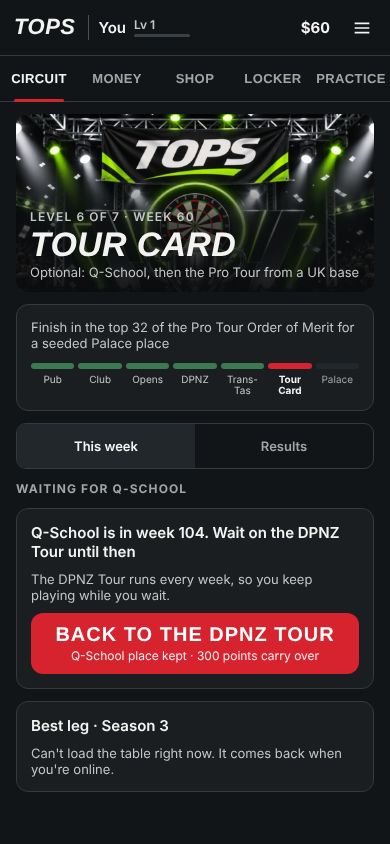 TOPS
You
Lv 1
$60
CIRCUIT
MONEY
SHOP
LOCKER
PRACTICE
TOPS
LEVEL 6 OF 7 · WEEK 60
TOUR CARD
Optional: Q-School, then the Pro Tour from a UK base
Finish in the top 32 of the Pro Tour Order of Merit for
a seeded Palace place
Pub
Club
Opens
DPNZ
Trans-
Tas
Tour
Card
Palace
This week
Results
WAITING FOR Q-SCHOOL
Q-School is in week 104. Wait on the DPNZ
Tour until then
The DPNZ Tour runs every week, so you keep
playing while you wait.
BACK TO THE DPNZ TOUR
Q-School place kept · 300 points carry over
Best leg · Season 3
Can't load the table right now. It comes back when
you're online.